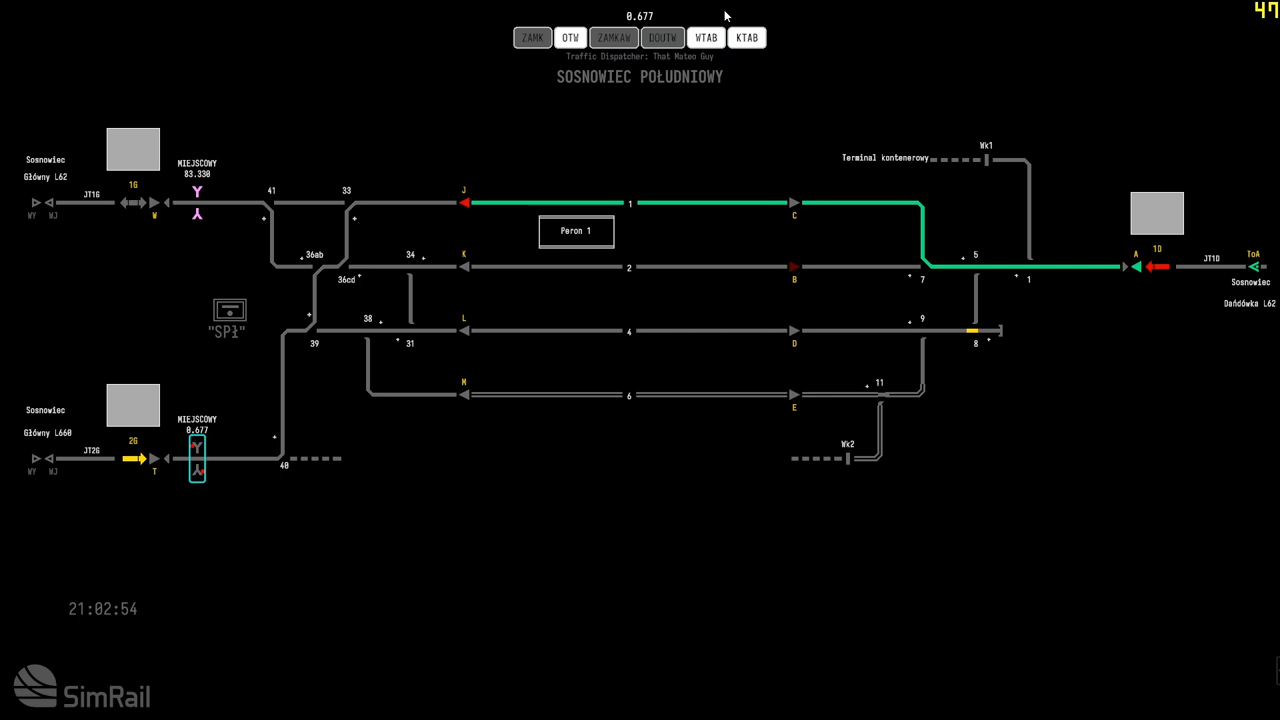 47
0.677
ZAMK OTW ZAMKAW DOUTW WTAB KTAB
Traffic Dispatcher: That Mateo Guy
SOSNOWIEC POŁUDNIOWY
Sosnowiec
Główny L62
1G
MIEJSCOWY
83.330
JT1G
WY WJ
W
41
33
J
1
C
Peron 1
Terminal kontenerowy
Wk1
5
1
A
1D
JT1D
ToA
Sosnowiec
Dańdówka L62
36ab
36cd
34
K
2
B
7
"SPł"
39
38
31
L
4
D
9
8
M
6
E
11
Wk2
Sosnowiec
Główny L660
2G
MIEJSCOWY
0.677
JT2G
WY WJ
T
40
21:02:54
SimRail